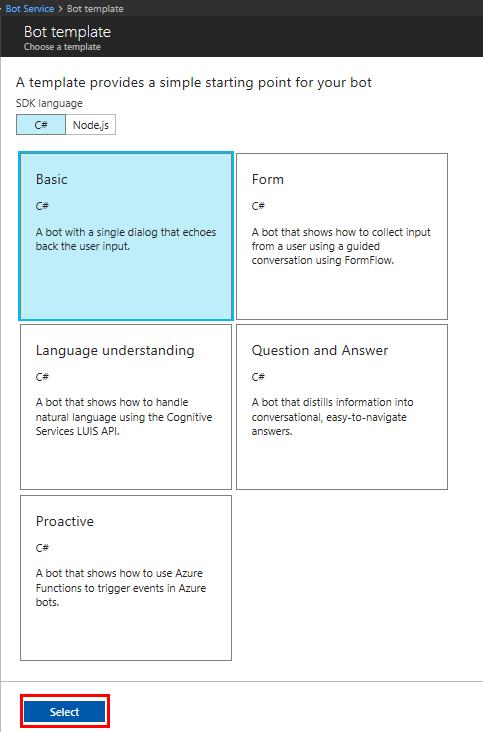 Bot Service > Bot template
Bot template
Choose a template
A template provides a simple starting point for your bot
SDK language
C# Node.js
Basic
C#
A bot with a single dialog that echoes
back the user input.
Form
C#
A bot that shows how to collect input
from a user using a guided
conversation using FormFlow.
Language understanding
C#
A bot that shows how to handle
natural language using the Cognitive
Services LUIS API.
Question and Answer
C#
A bot that distills information into
conversational, easy-to-navigate
answers.
Proactive
C#
A bot that shows how to use Azure
Functions to trigger events in Azure
bots.
Select